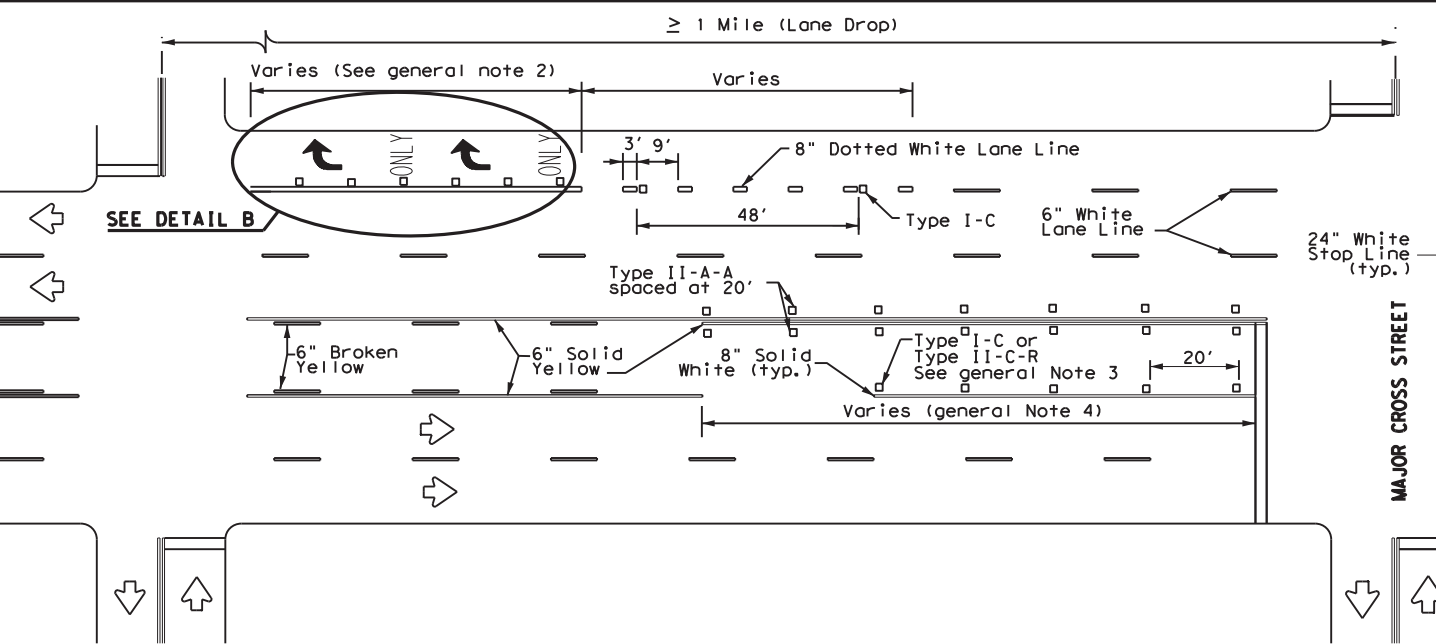 ≥ 1 Mile (Lane Drop)
Varies (See general note 2)
Varies
ONLY
ONLY
3' 9'
8" Dotted White Lane Line
SEE DETAIL B
48'
Type I-C
6" White
Lane Line
24" White
Stop Line
(typ.)
Type II-A-A
spaced at 20'
6" Broken
Yellow
6" Solid
Yellow
8" Solid
White (typ.)
Type I-C or
Type II-C-R
See general Note 3
20'
Varies (general Note 4)
MAJOR CROSS STREET